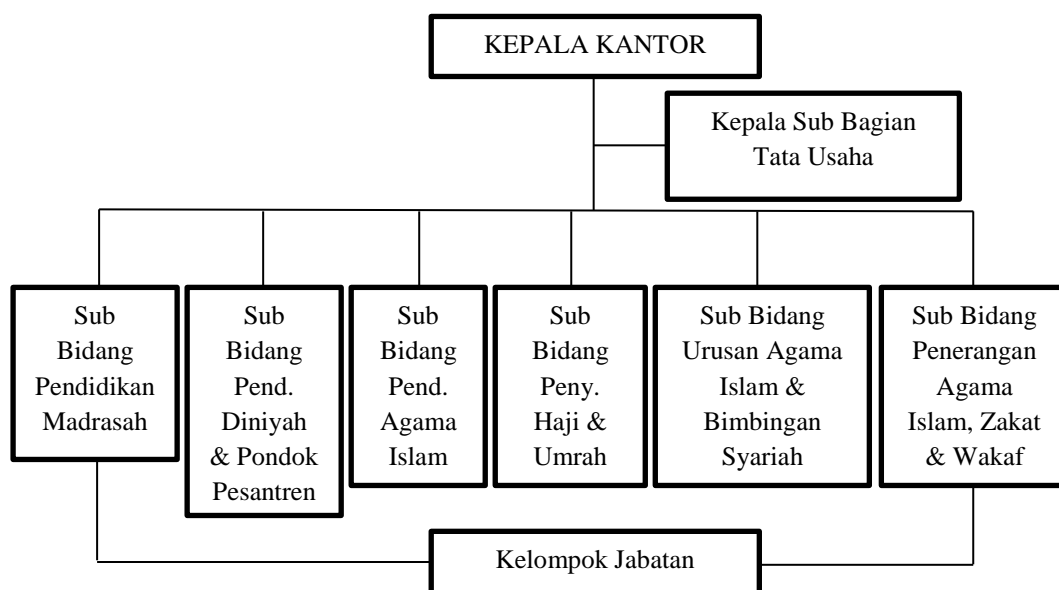 KEPALA KANTOR
Kepala Sub Bagian
Tata Usaha
Sub
Bidang
Pendidikan
Madrasah
Sub
Bidang
Pend.
Diniyah
& Pondok
Pesantren
Sub
Bidang
Pend.
Agama
Islam
Sub
Bidang
Peny.
Haji &
Umrah
Sub Bidang
Urusan Agama
Islam &
Bimbingan
Syariah
Sub Bidang
Penerangan
Agama
Islam, Zakat
& Wakaf
Kelompok Jabatan